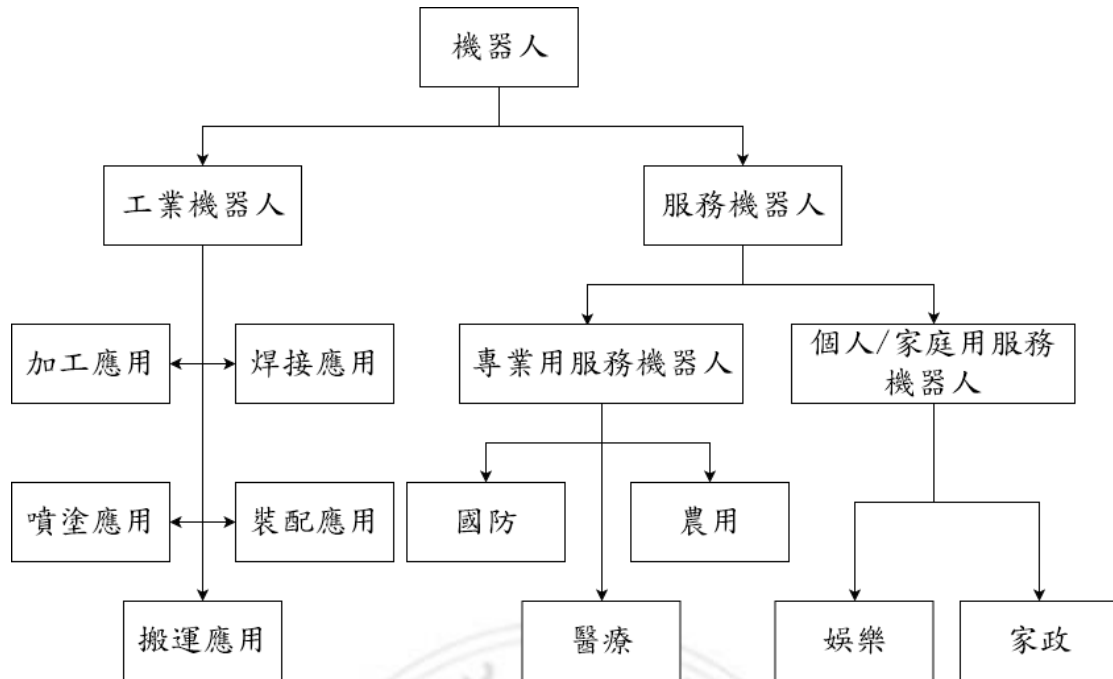 機器人
工業機器人
服務機器人
加工應用
焊接應用
專業用服務機器人
個人/家庭用服務
機器人
噴塗應用
裝配應用
國防
農用
搬運應用
醫療
娛樂
家政